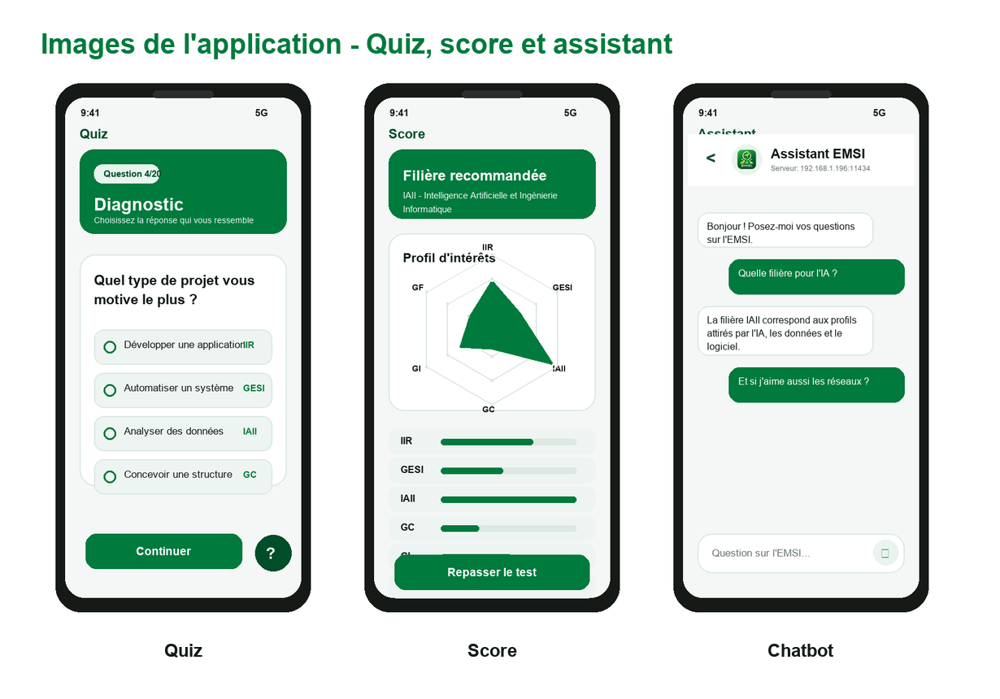 Images de l'application - Quiz, score et assistant
9:41
5G
Quiz
Question 4/20
Diagnostic
Choisissez la réponse qui vous ressemble
Quel type de projet vous
motive le plus ?
Développer une application
IIR
Automatiser un système
GESI
Analyser des données
IAII
Concevoir une structure
GC
Continuer
?
Quiz
9:41
5G
Score
Filière recommandée
IAII - Intelligence Artificielle et Ingénierie
Informatique
Profil d'intérêts
IIR
GF
GESI
GI
IAII
GC
IIR
GESI
IAII
GC
GI
Repasser le test
Score
9:41
5G
Assistant
<
Assistant EMSI
Serveur: 192.168.1.196:11434
EMSI
Bonjour ! Posez-moi vos questions
sur l'EMSI.
Quelle filière pour l'IA ?
La filière IAII correspond aux profils
attirés par l'IA, les données et le
logiciel.
Et si j'aime aussi les réseaux ?
Question sur l'EMSI...
Chatbot